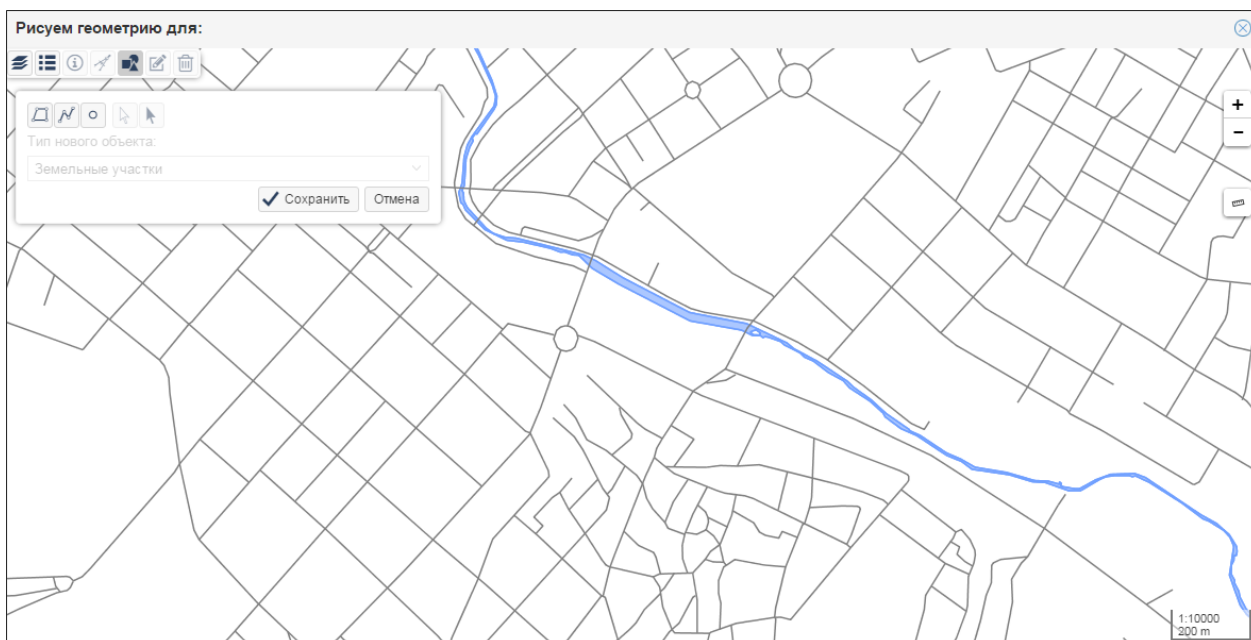 Рисуем геометрию для:
+
−
Тип нового объекта:
Земельные участки
Сохранить
Отмена
1:10000
200 m